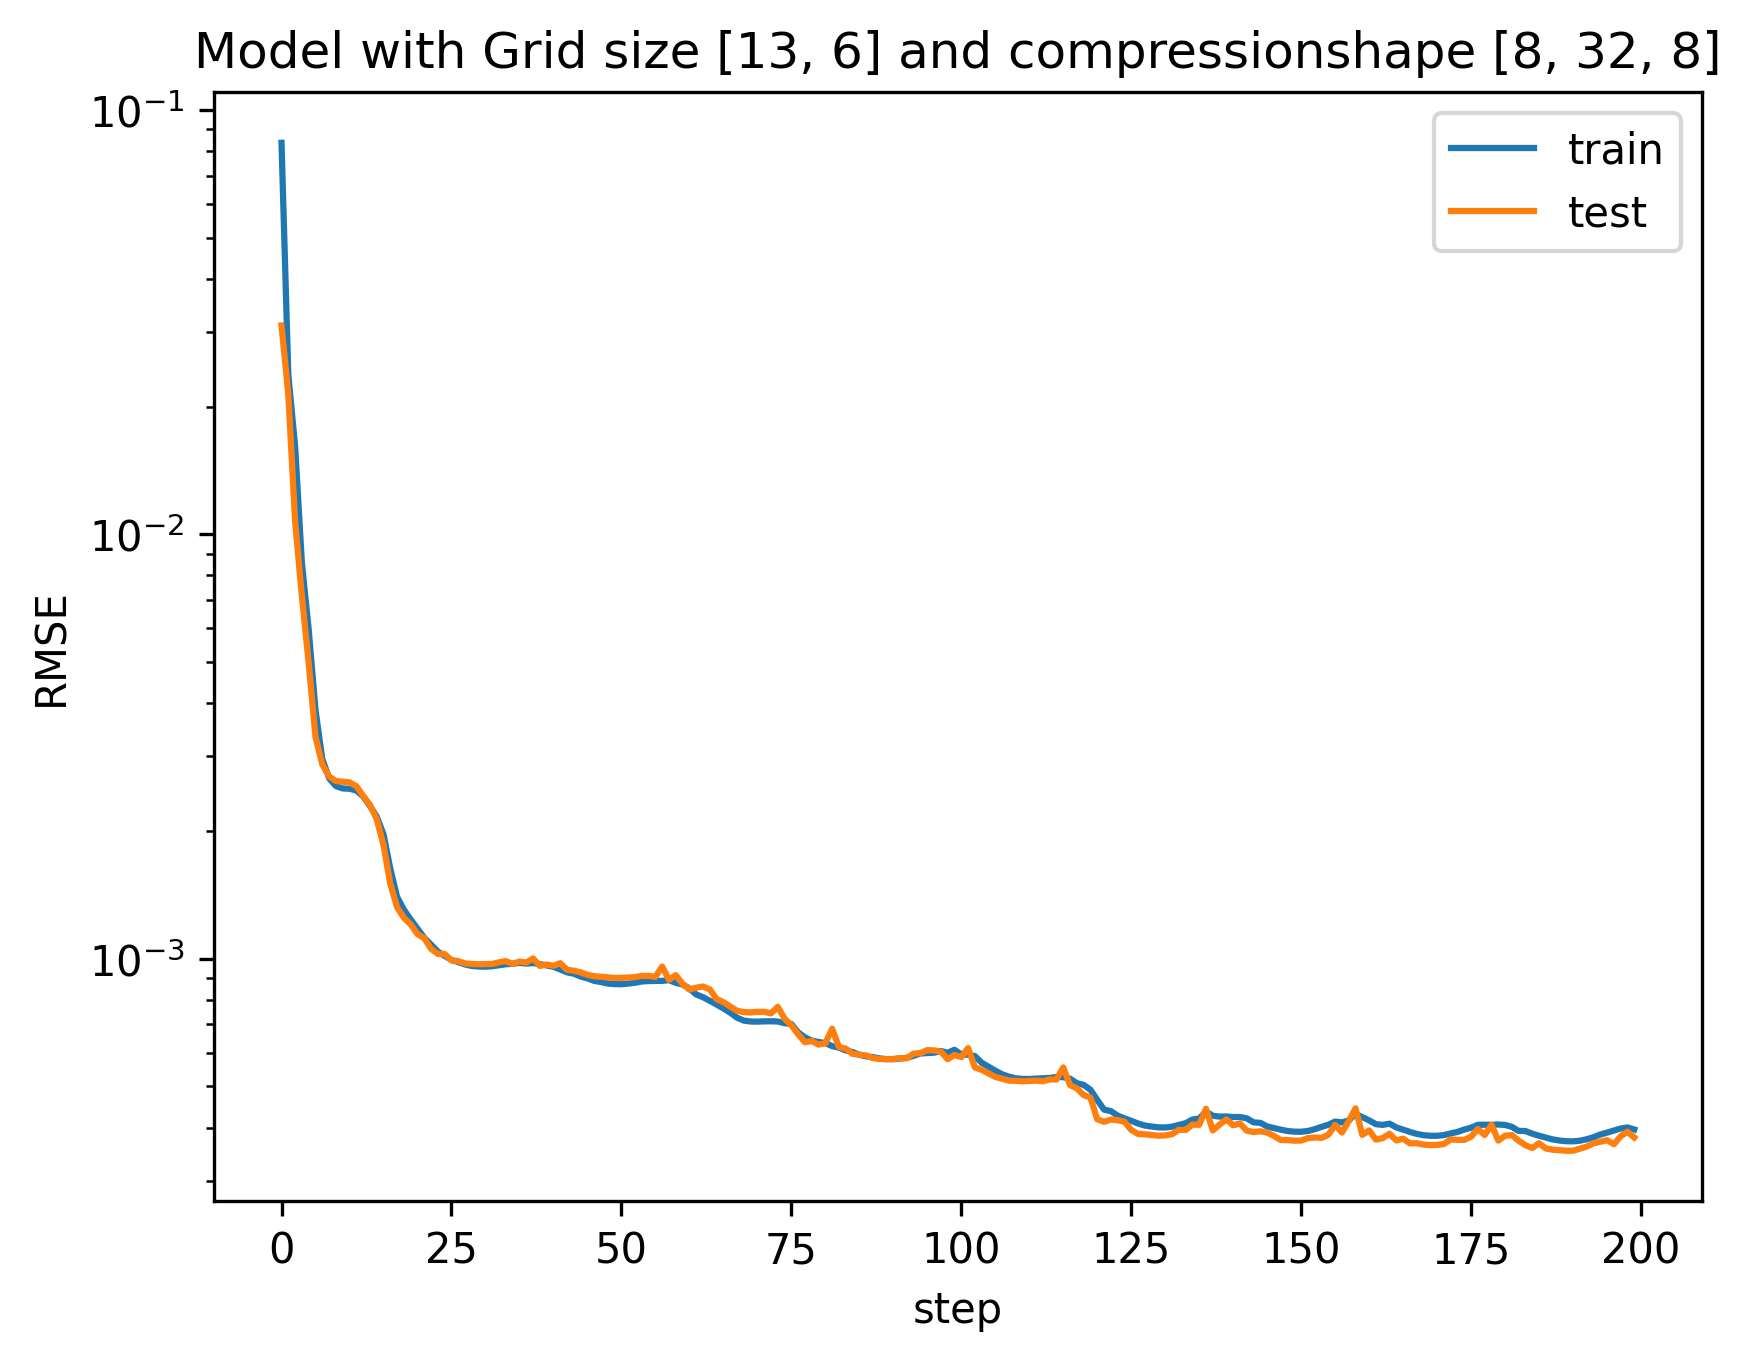 Model with Grid size [13, 6] and compressionshape [8, 32, 8]
10⁻¹
train
test
10⁻²
RMSE
10⁻³
0 25 50 75 100 125 150 175 200
step